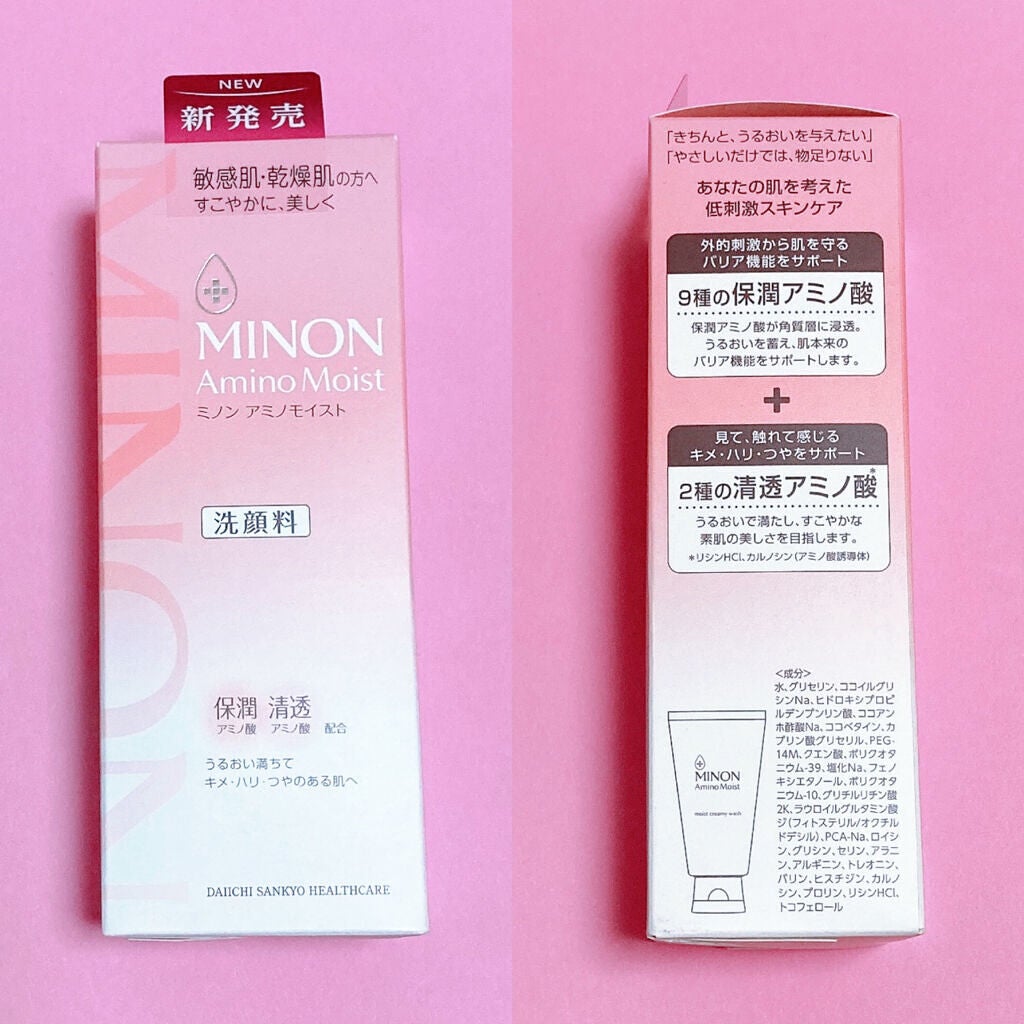 NEW
新発売
敏感肌・乾燥肌の方へ
すこやかに、美しく
MINON
Amino Moist
ミノン アミノモイスト
洗顔料
保潤 清透
アミノ酸 アミノ酸 配合
うるおい満ちて
キメ・ハリ・つやのある肌へ
DAIICHI SANKYO HEALTHCARE
MINON
「きちんと、うるおいを与えたい」
「やさしいだけでは、物足りない」
あなたの肌を考えた
低刺激スキンケア
外的刺激から肌を守る
バリア機能をサポート
9種の保潤アミノ酸
保潤アミノ酸が角質層に浸透。
うるおいを蓄え、肌本来の
バリア機能をサポートします。
+
見て、触れて感じる
キメ・ハリ・つやをサポート
2種の清透アミノ酸*
うるおいで満たし、すこやかな
素肌の美しさを目指します。
*リシンHCl、カルノシン(アミノ酸誘導体)
<成分>
水、グリセリン、ココイルグリ
シンNa、ヒドロキシプロピ
ルデンプンリン酸、ココアン
ホ酢酸Na、ココベタイン、カ
プリン酸グリセリル、PEG-
14M、クエン酸、ポリクオタ
ニウム-39、塩化Na、フェノ
キシエタノール、ポリクオタ
ニウム-10、グリチルリチン酸
2K、ラウロイルグルタミン酸
ジ(フィトステリル/オクチル
ドデシル)、PCA-Na、ロイシ
ン、グリシン、セリン、アラニ
ン、アルギニン、トレオニン、
バリン、ヒスチジン、カルノ
シン、プロリン、リシンHCl、
トコフェロール
MINON
Amino Moist
moist creamy wash